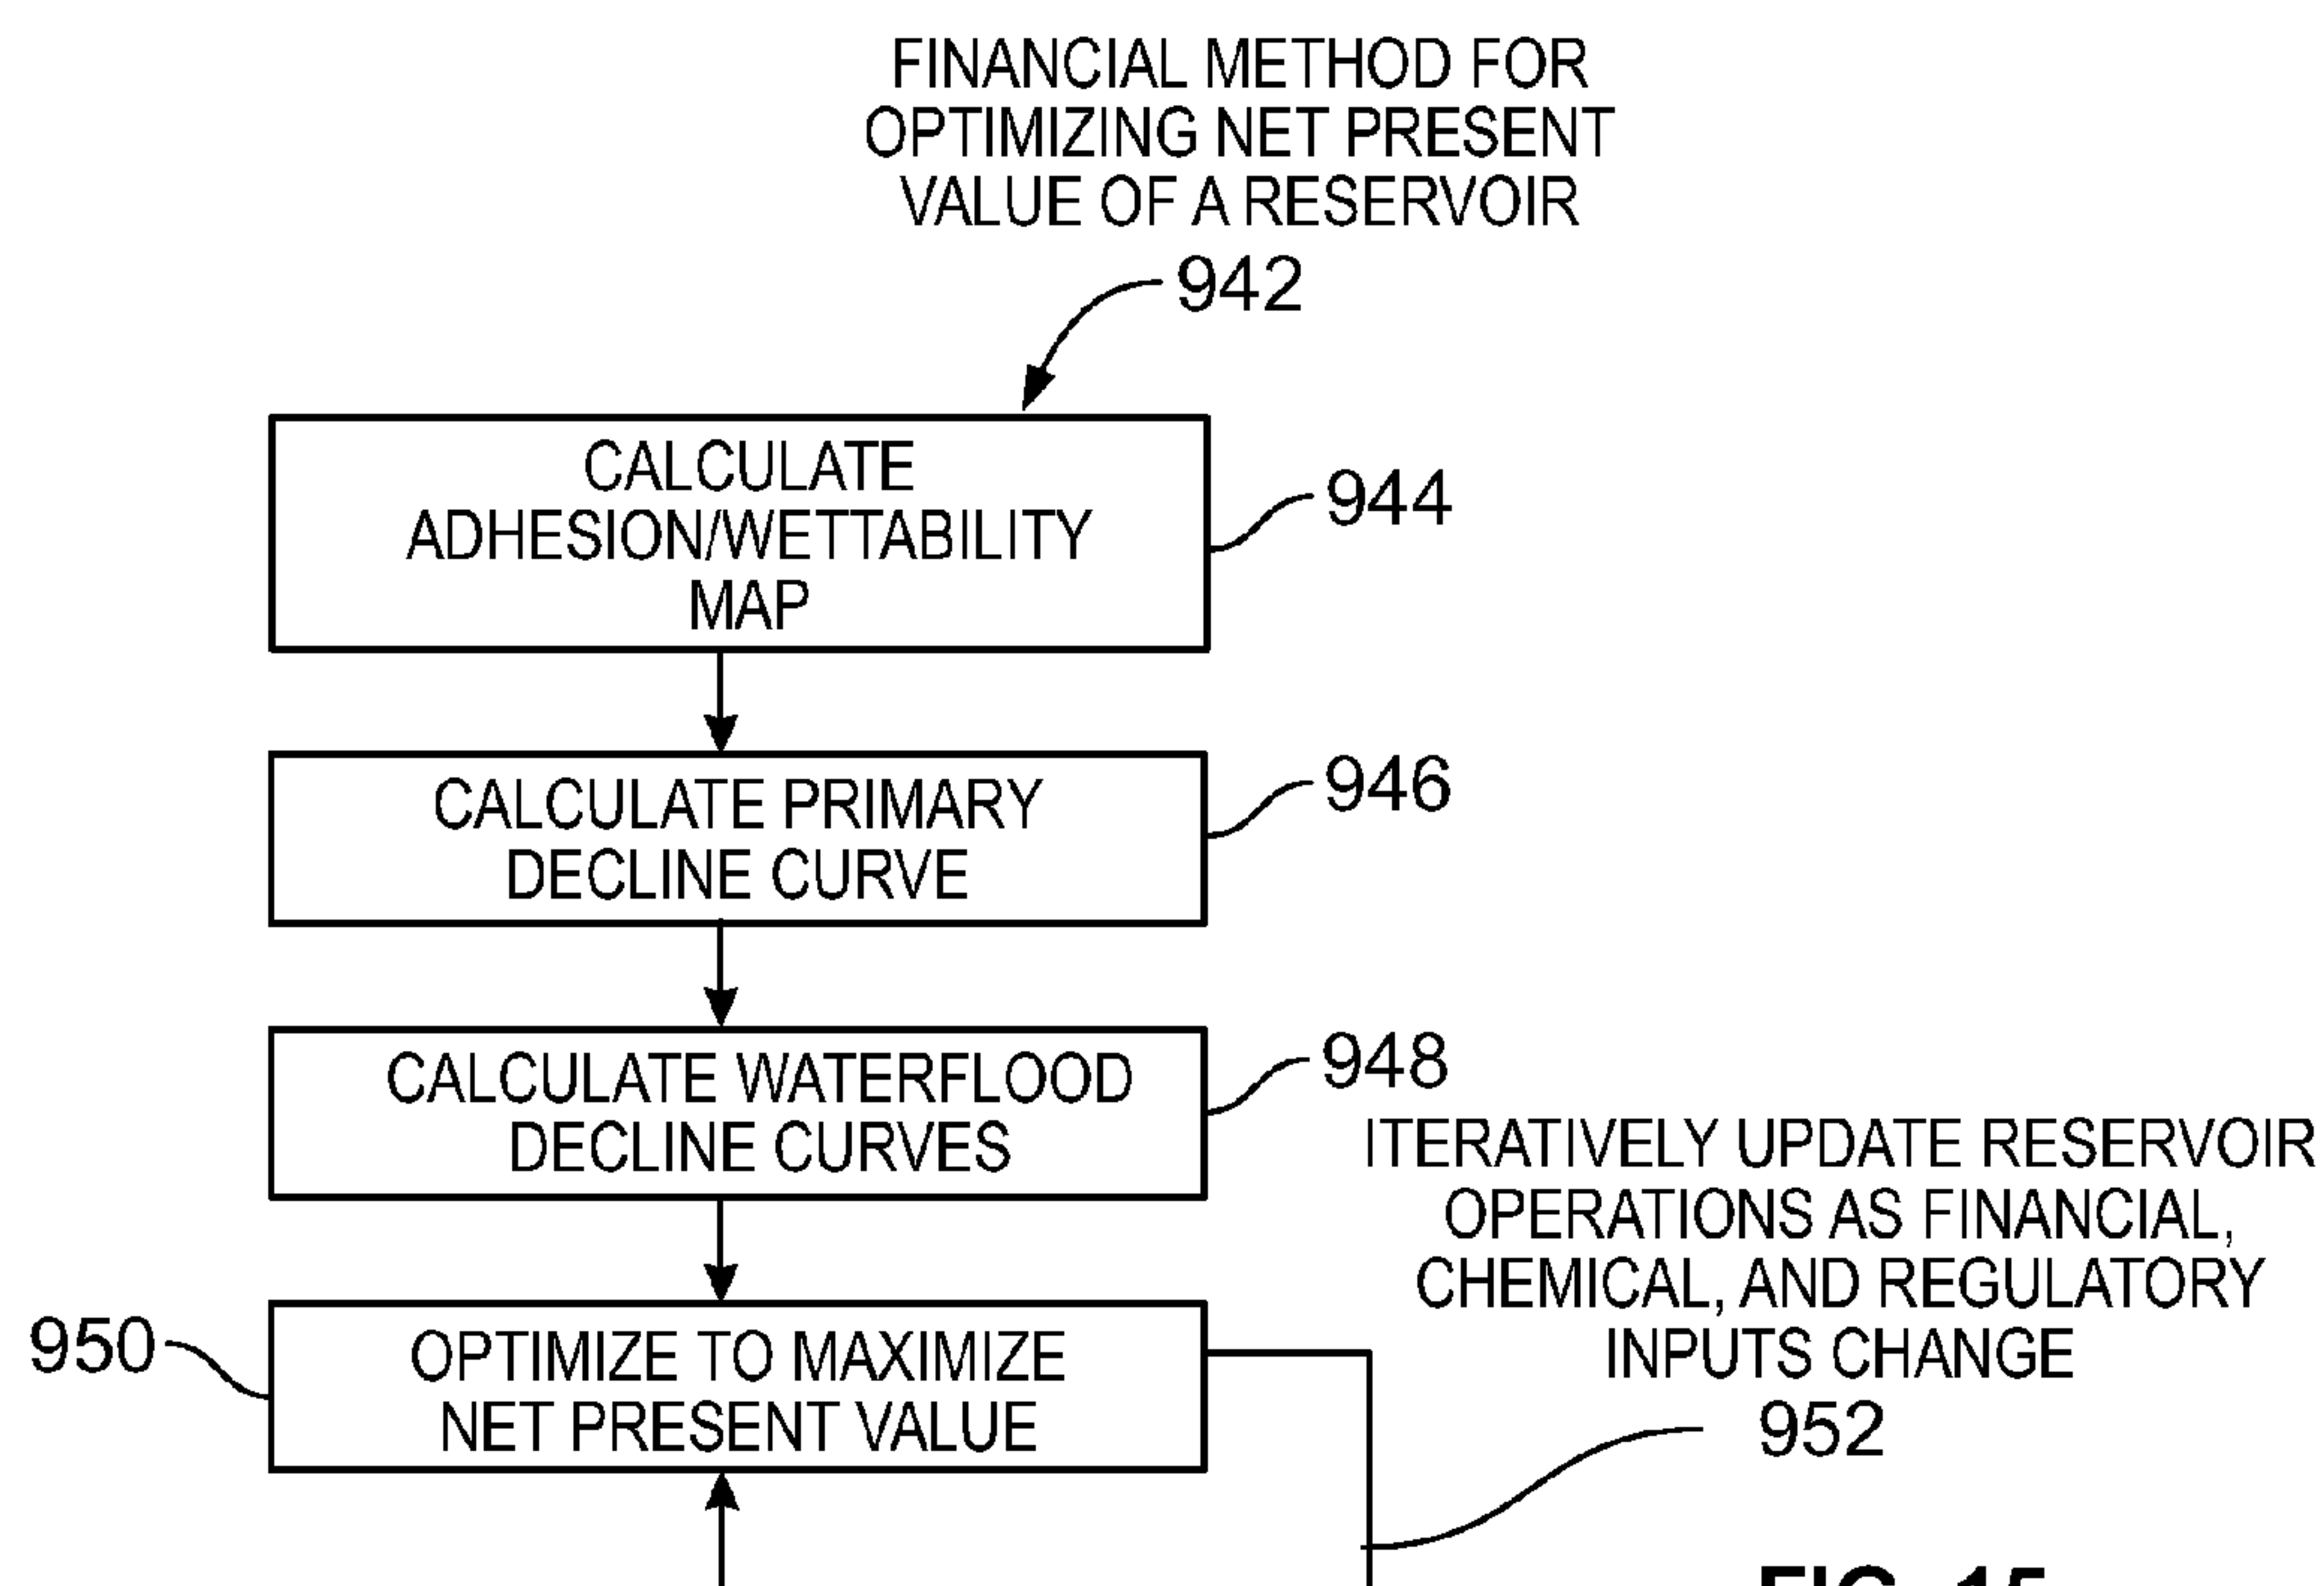 FINANCIAL METHOD FOR
OPTIMIZING NET PRESENT
VALUE OF A RESERVOIR
942
CALCULATE
ADHESION/WETTABILITY
MAP
944
CALCULATE PRIMARY
DECLINE CURVE
946
CALCULATE WATERFLOOD
DECLINE CURVES
948
ITERATIVELY UPDATE RESERVOIR
OPERATIONS AS FINANCIAL,
CHEMICAL, AND REGULATORY
INPUTS CHANGE
952
950
OPTIMIZE TO MAXIMIZE
NET PRESENT VALUE
FIG. 15